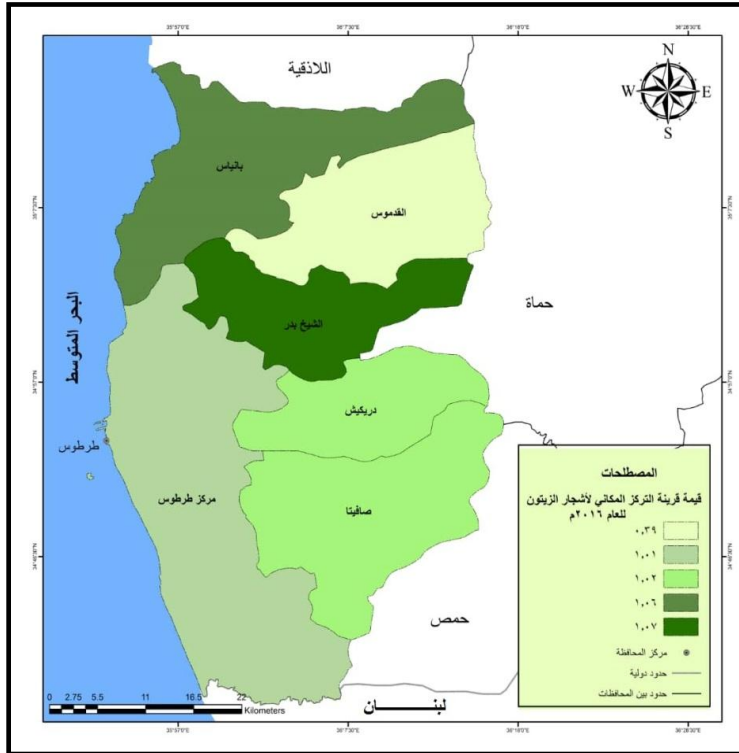 اللاذقية
N
W
E
S
بانياس
القدموس
حماة
الشيخ بدر
البحر المتوسط
دريكيش
طرطوس
مركز طرطوس
صافيتا
حمص
لبنـــــان
المصطلحات
قيمة قرينة التركز المكاني لأشجار الزيتون
للعام ٢٠١٦م
٠,٣٩
١,٠١
١,٠٢
١,٠٦
١,٠٧
مركز المحافظة
حدود دولية
حدود بين المحافظات
0 2.75 5.5 11 16.5 22
Kilometers